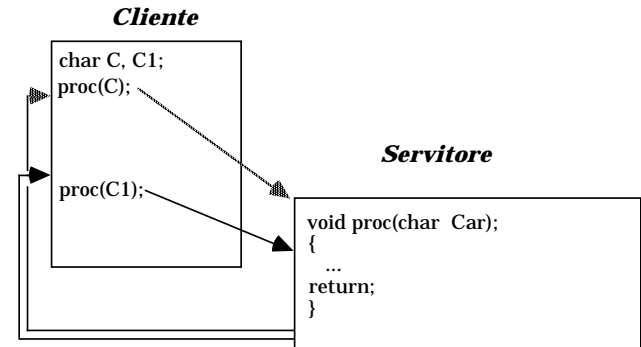 Cliente
char C, C1;
proc(C);
proc(C1);
Servitore
void proc(char Car);
{
...
return;
}